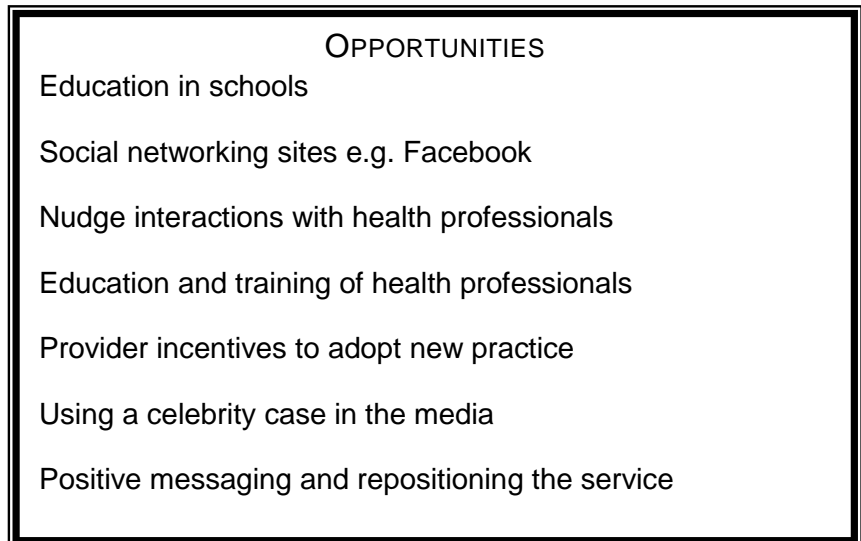 OPPORTUNITIES
Education in schools
Social networking sites e.g. Facebook
Nudge interactions with health professionals
Education and training of health professionals
Provider incentives to adopt new practice
Using a celebrity case in the media
Positive messaging and repositioning the service